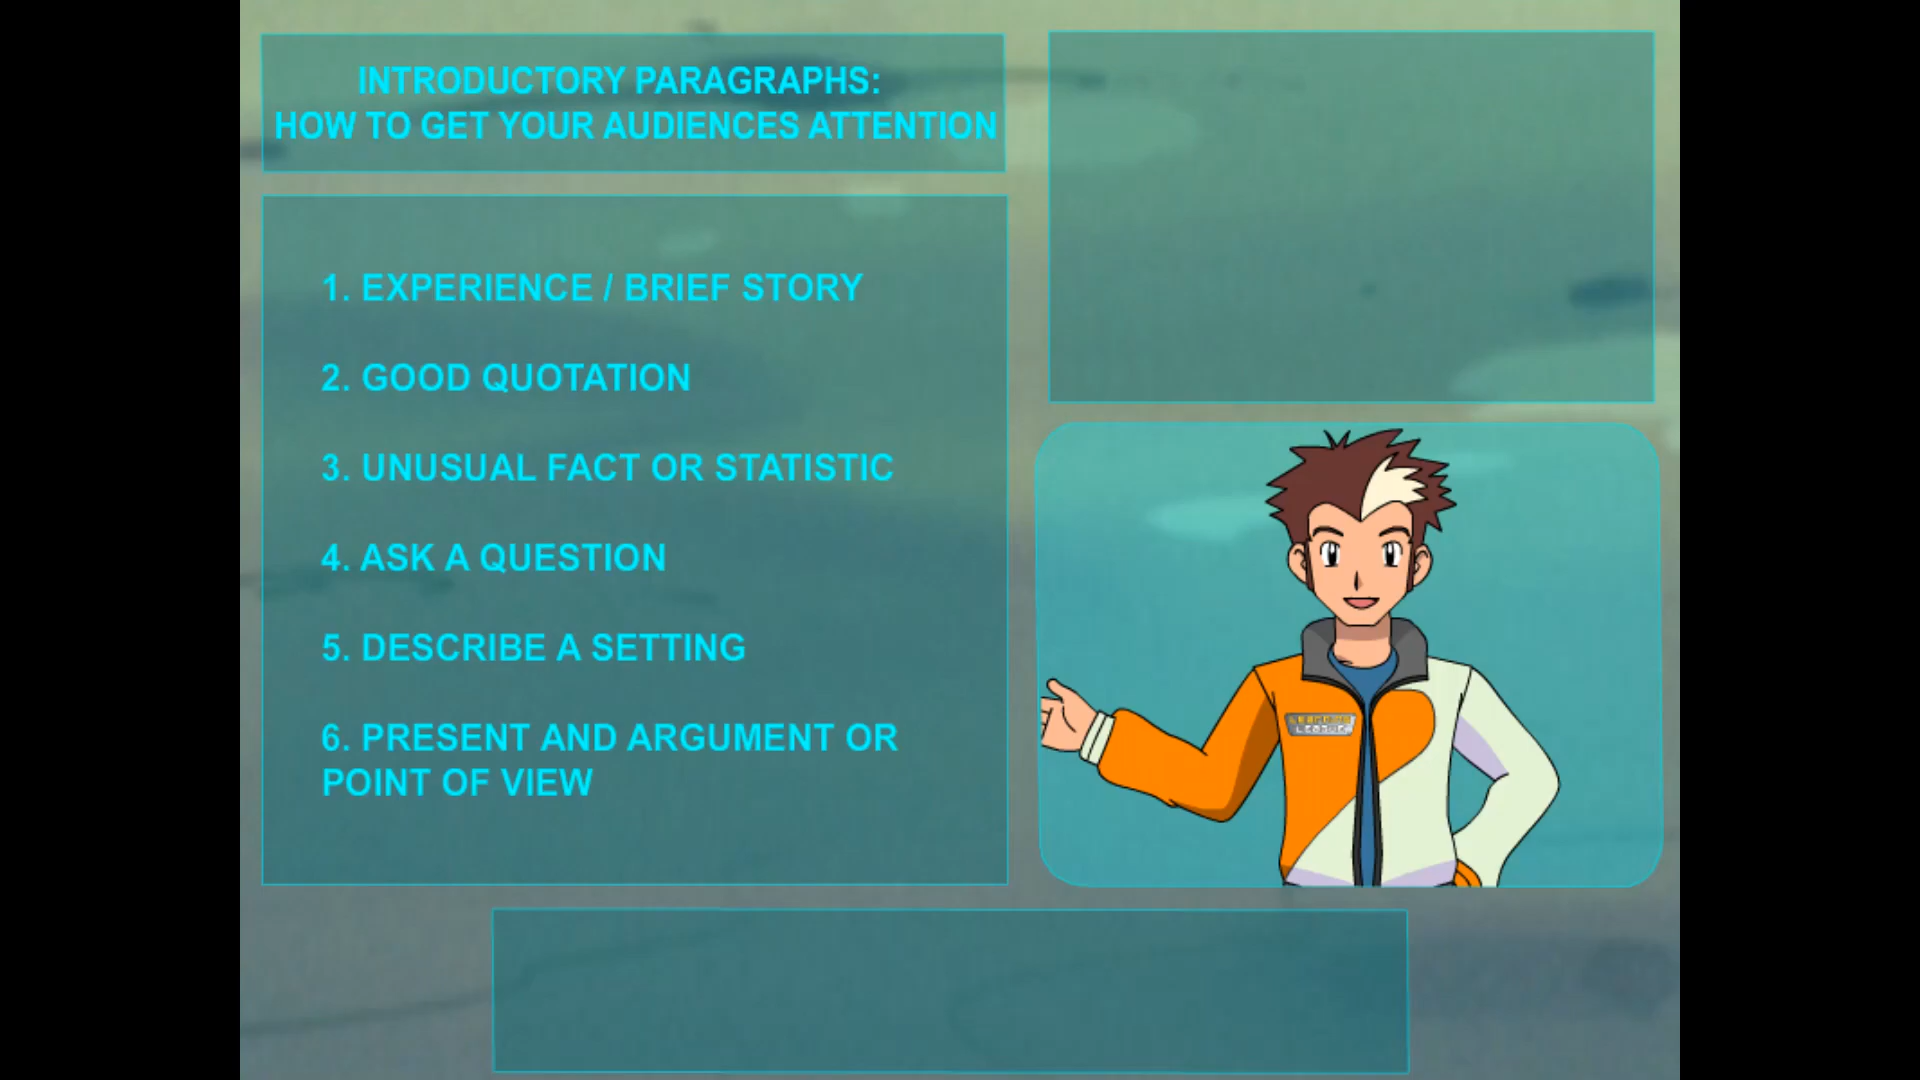 INTRODUCTORY PARAGRAPHS:
HOW TO GET YOUR AUDIENCES ATTENTION
1. EXPERIENCE / BRIEF STORY
2. GOOD QUOTATION
3. UNUSUAL FACT OR STATISTIC
4. ASK A QUESTION
5. DESCRIBE A SETTING
6. PRESENT AND ARGUMENT OR
POINT OF VIEW
LEAGUE